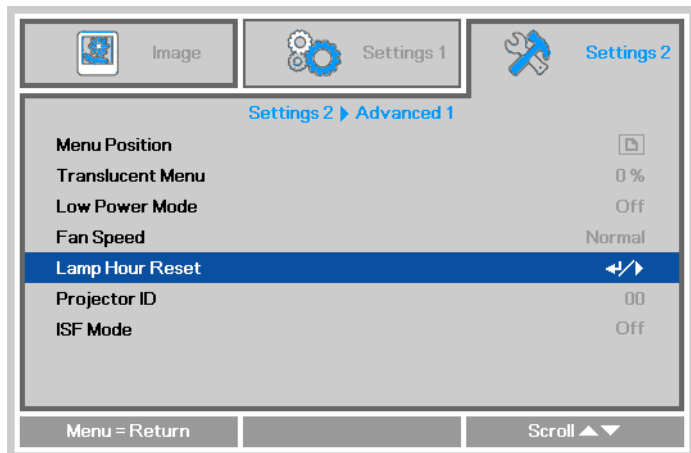 Image
Settings 1
Settings 2
Settings 2 ▶ Advanced 1
Menu Position
Translucent Menu 0 %
Low Power Mode Off
Fan Speed Normal
Lamp Hour Reset ↵/▶
Projector ID 00
ISF Mode Off
Menu = Return Scroll ▲▼